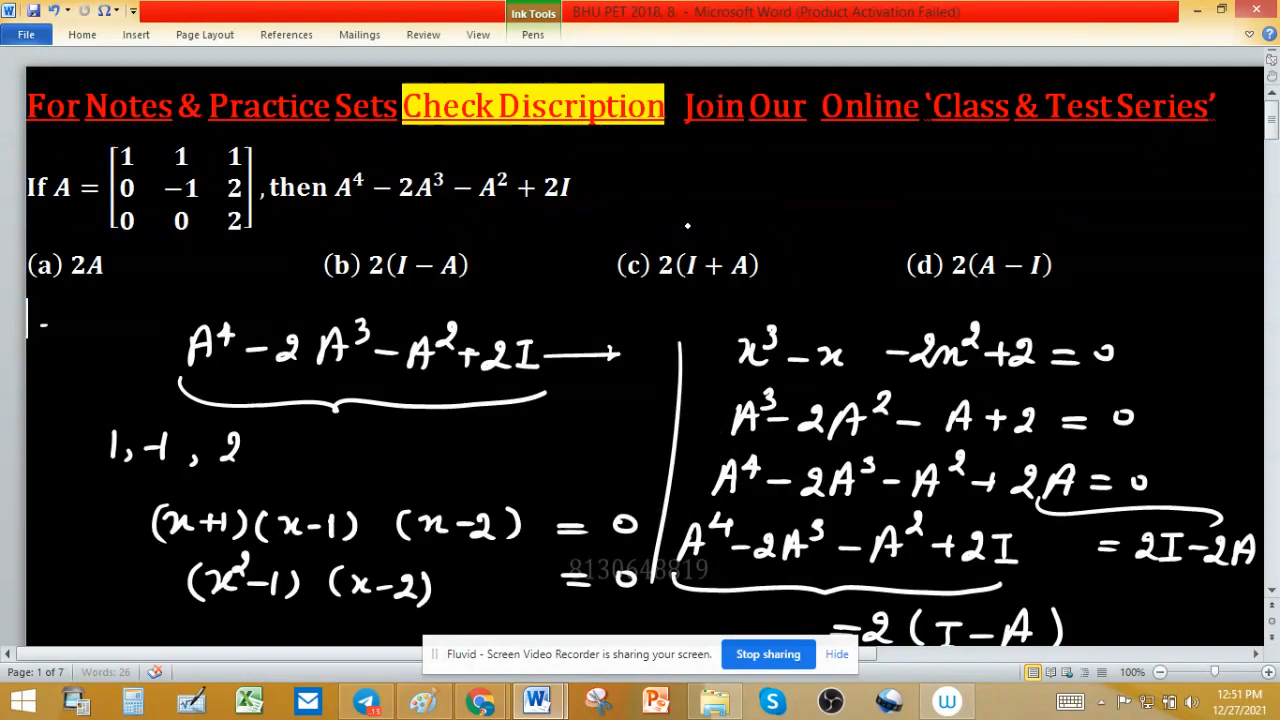 BHU PET 2018, 8 - Microsoft Word (Product Activation Failed)
Ink Tools
File Home Insert Page Layout References Mailings Review View Pens
For Notes & Practice Sets Check Discription Join Our Online 'Class & Test Series'
If A = [1 1 1
0 −1 2
0 0 2], then A⁴ − 2A³ − A² + 2I
(a) 2A (b) 2(I − A) (c) 2(I + A) (d) 2(A − I)
A⁴ − 2A³ − A² + 2I
1, −1, 2
(x+1)(x−1) (x−2) = 0
(x²−1) (x−2) = 0
x³ − x − 2x² + 2 = 0
A³ − 2A² − A + 2 = 0
A⁴ − 2A³ − A² + 2A = 0
A⁴ − 2A³ − A² + 2I = 2I − 2A
= 2 (I − A)
8130648819
Fluvid - Screen Video Recorder is sharing your screen. Stop sharing Hide
Page: 1 of 7 Words: 26 100%
13
12:51 PM
12/27/2021